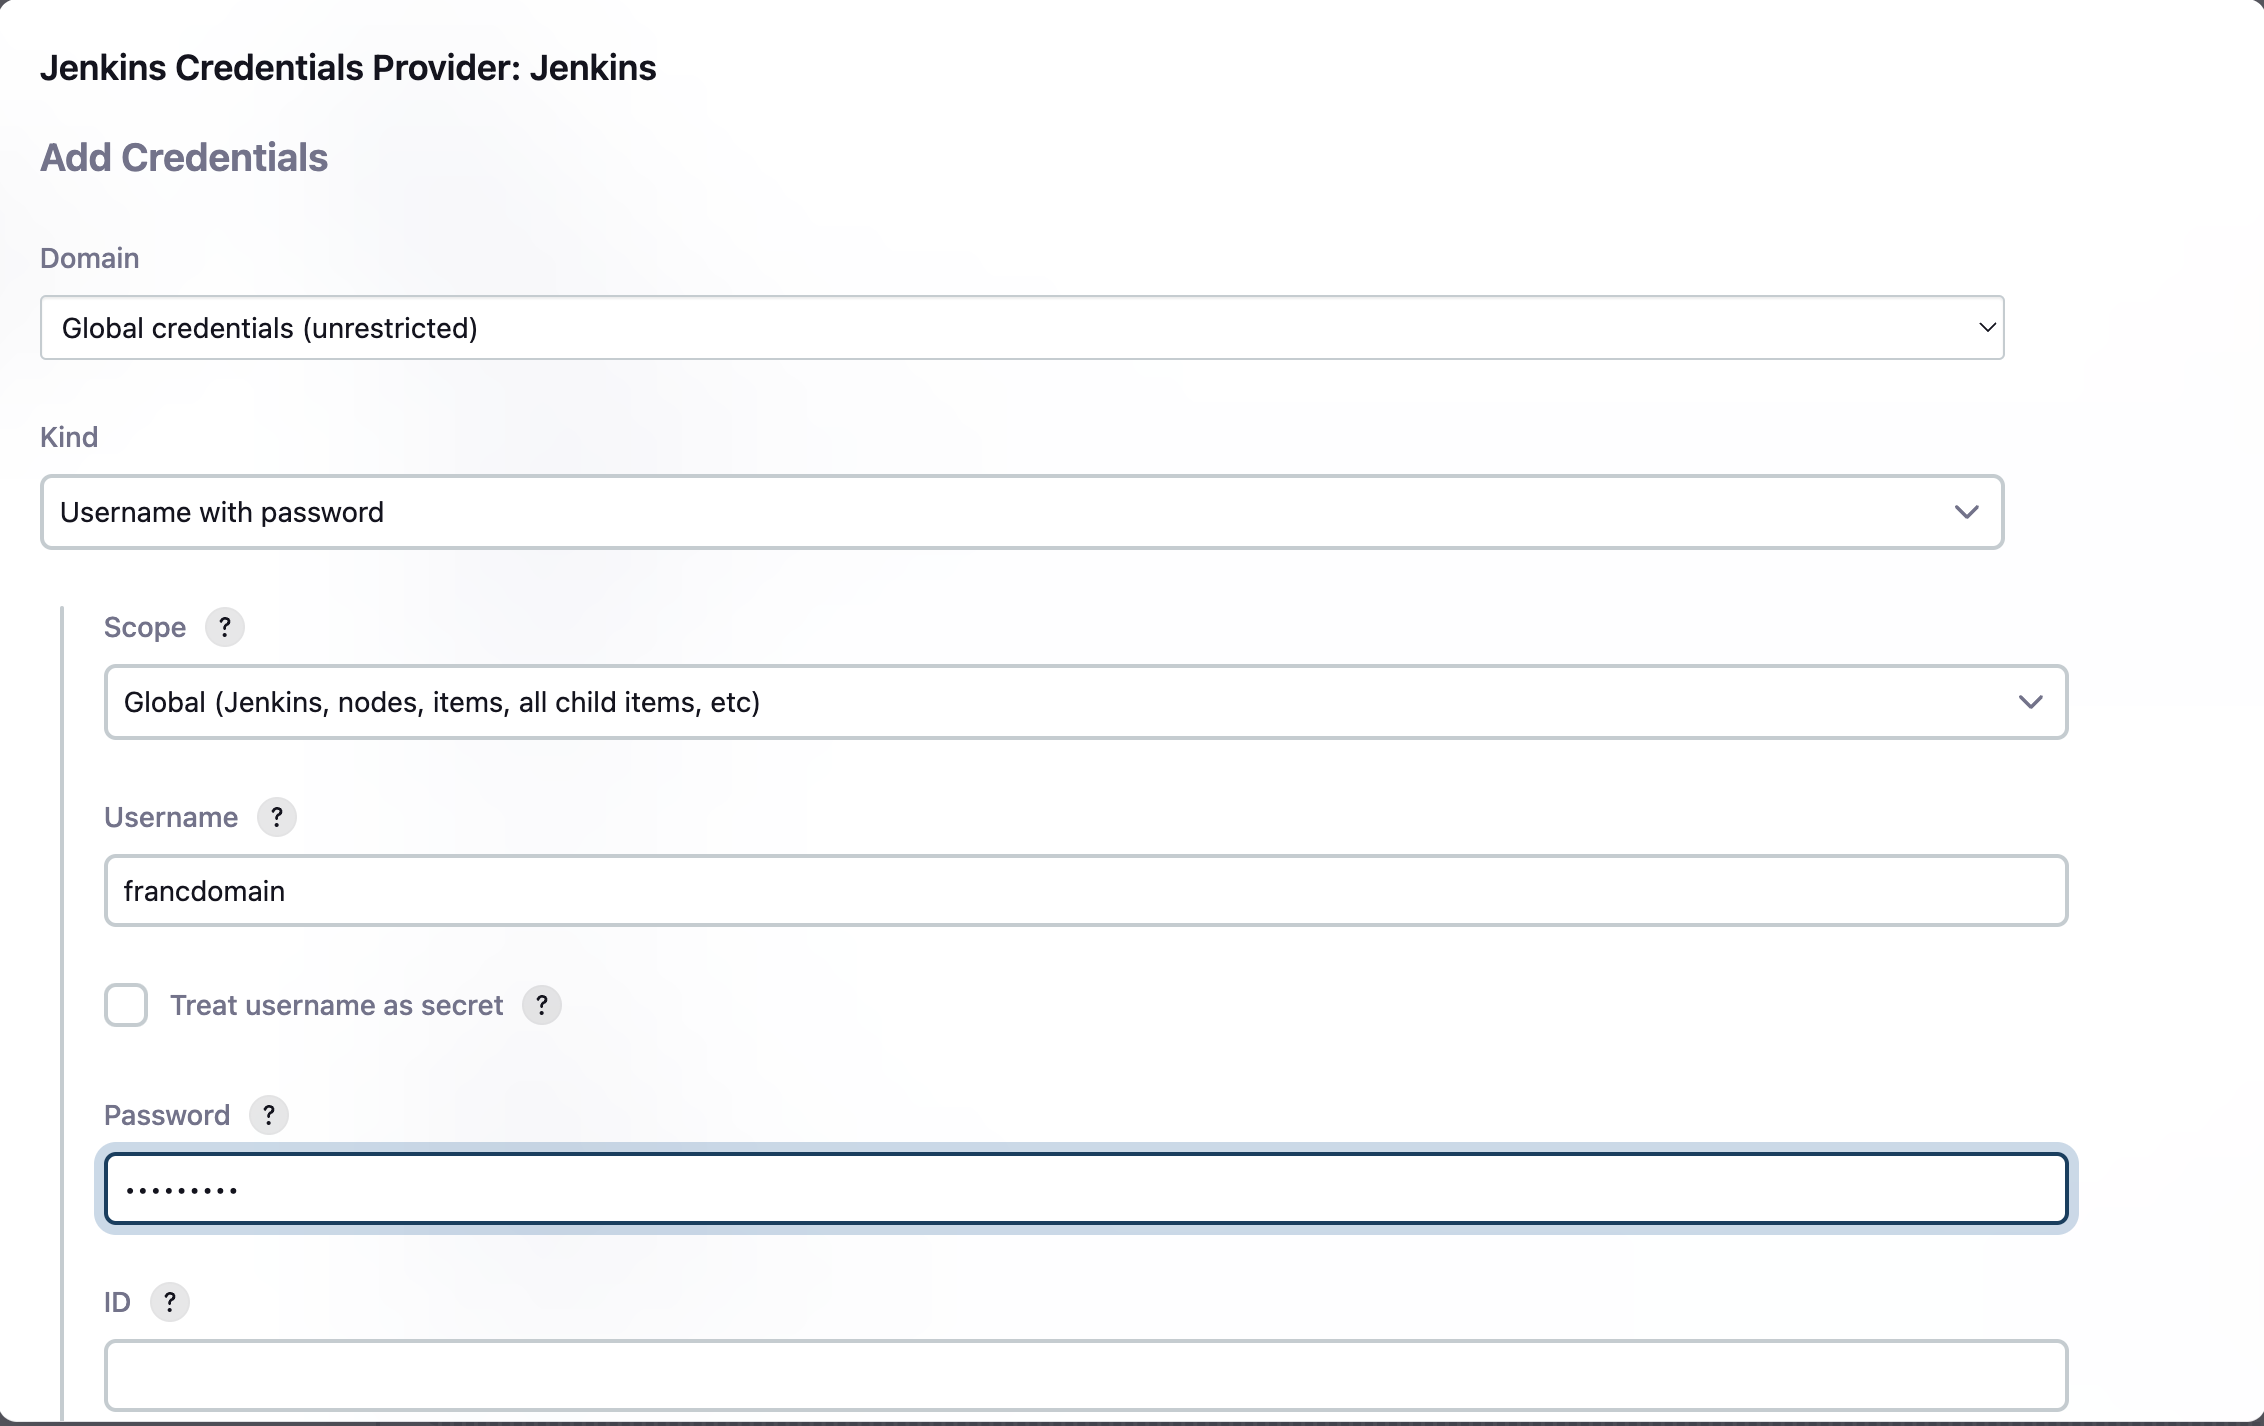 Jenkins Credentials Provider: Jenkins
Add Credentials
Domain
Global credentials (unrestricted)
Kind
Username with password
Scope ?
Global (Jenkins, nodes, items, all child items, etc)
Username ?
francdomain
Treat username as secret ?
Password ?
•••••••••
ID ?